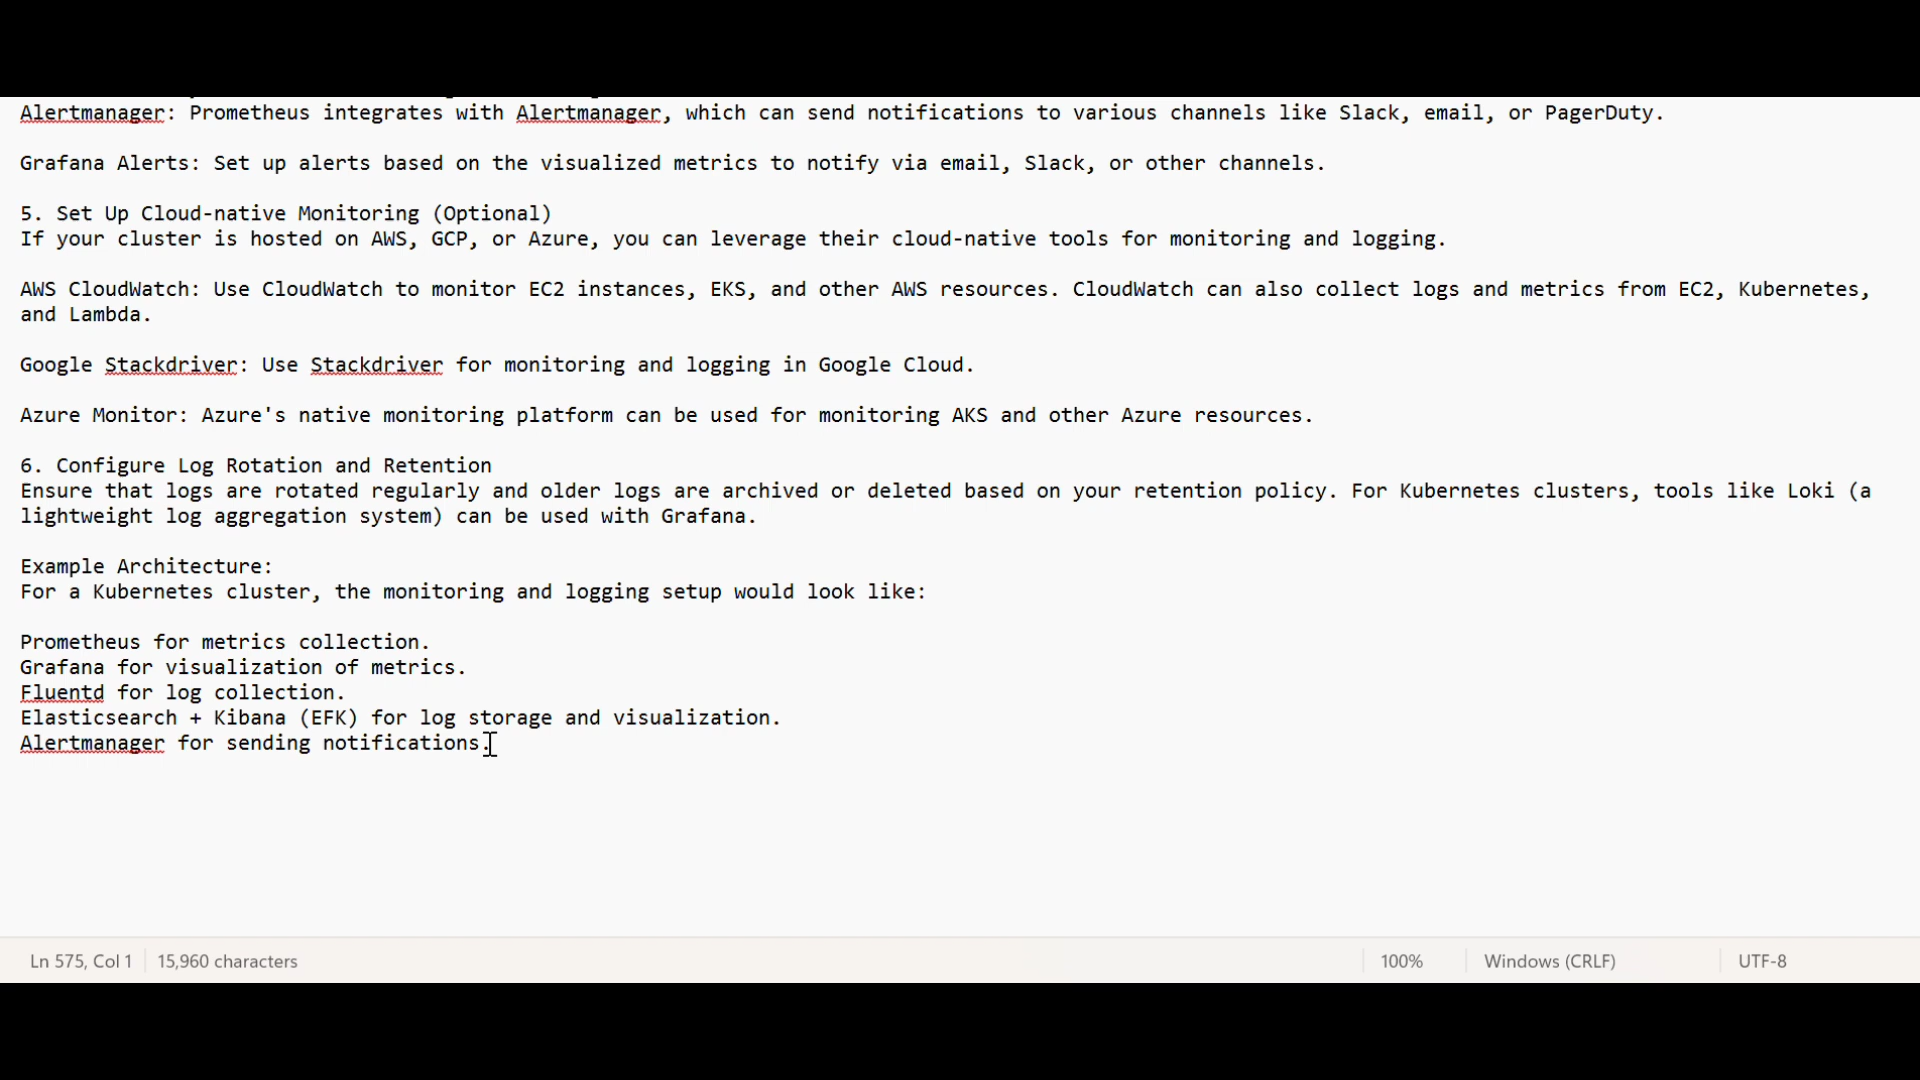 Alertmanager: Prometheus integrates with Alertmanager, which can send notifications to various channels like Slack, email, or PagerDuty.
Grafana Alerts: Set up alerts based on the visualized metrics to notify via email, Slack, or other channels.
5. Set Up Cloud-native Monitoring (Optional)
If your cluster is hosted on AWS, GCP, or Azure, you can leverage their cloud-native tools for monitoring and logging.
AWS CloudWatch: Use CloudWatch to monitor EC2 instances, EKS, and other AWS resources. CloudWatch can also collect logs and metrics from EC2, Kubernetes,
and Lambda.
Google Stackdriver: Use Stackdriver for monitoring and logging in Google Cloud.
Azure Monitor: Azure's native monitoring platform can be used for monitoring AKS and other Azure resources.
6. Configure Log Rotation and Retention
Ensure that logs are rotated regularly and older logs are archived or deleted based on your retention policy. For Kubernetes clusters, tools like Loki (a
lightweight log aggregation system) can be used with Grafana.
Example Architecture:
For a Kubernetes cluster, the monitoring and logging setup would look like:
Prometheus for metrics collection.
Grafana for visualization of metrics.
Fluentd for log collection.
Elasticsearch + Kibana (EFK) for log storage and visualization.
Alertmanager for sending notifications.
Ln 575, Col 1 15,960 characters 100% Windows (CRLF) UTF-8